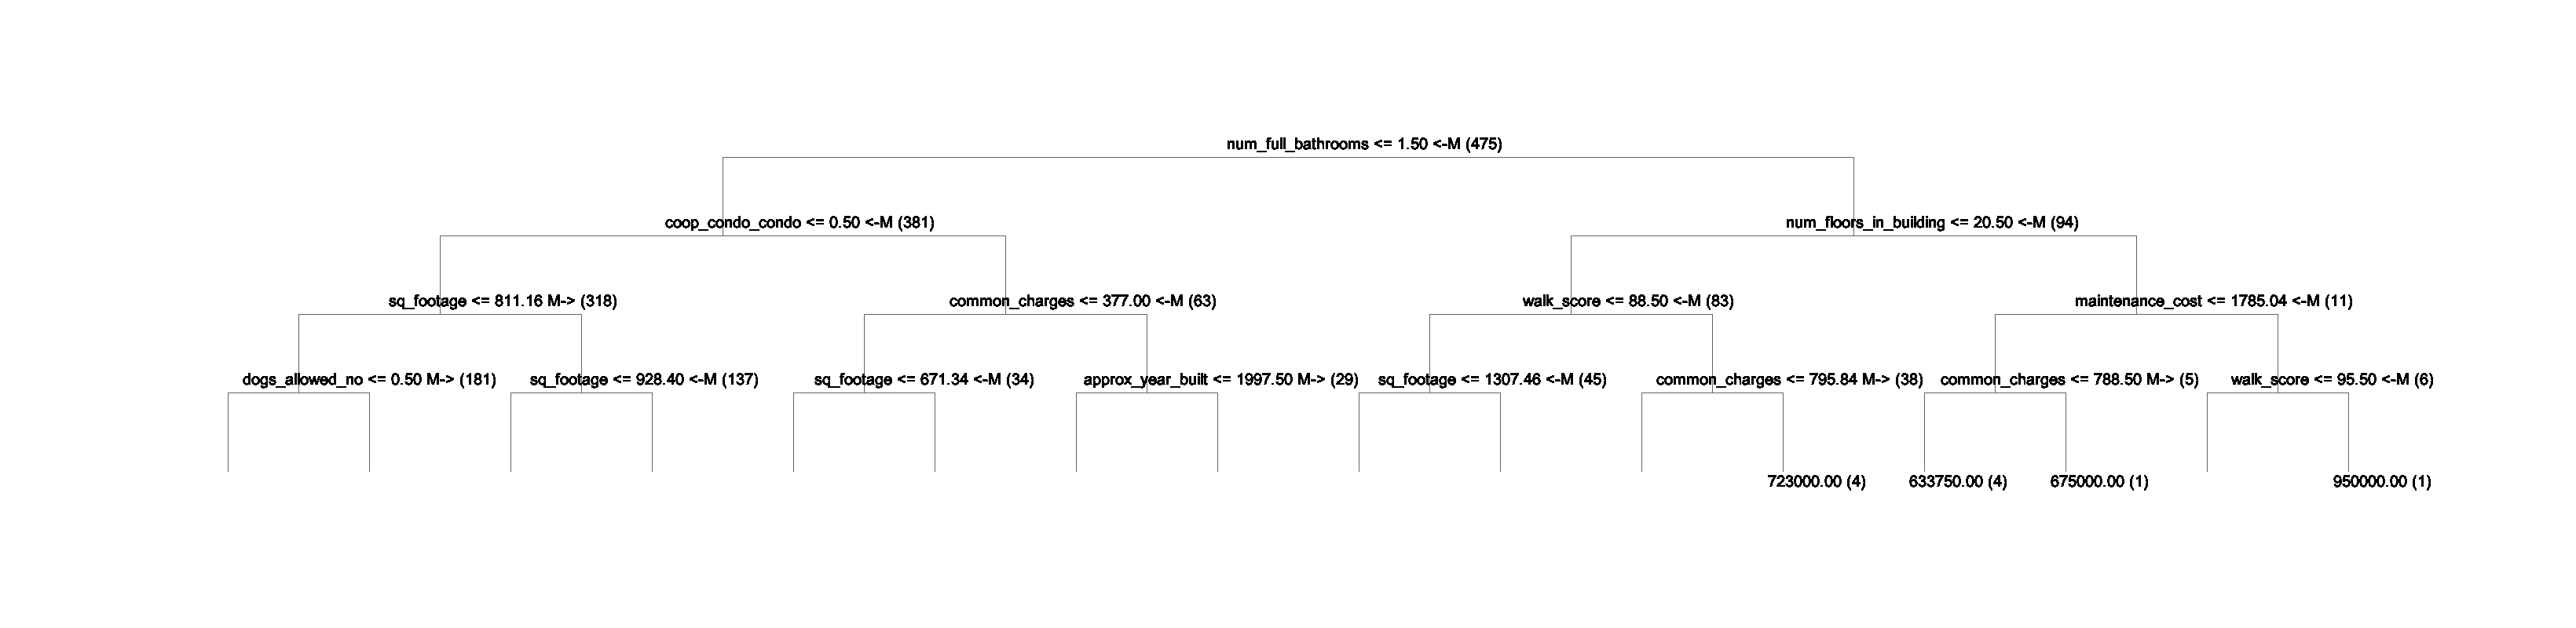 num_full_bathrooms <= 1.50 <-M (475)
coop_condo_condo <= 0.50 <-M (381)
num_floors_in_building <= 20.50 <-M (94)
sq_footage <= 811.16 M-> (318)
common_charges <= 377.00 <-M (63)
walk_score <= 88.50 <-M (83)
maintenance_cost <= 1785.04 <-M (11)
dogs_allowed_no <= 0.50 M-> (181)
sq_footage <= 928.40 <-M (137)
sq_footage <= 671.34 <-M (34)
approx_year_built <= 1997.50 M-> (29)
sq_footage <= 1307.46 <-M (45)
common_charges <= 795.84 M-> (38)
common_charges <= 788.50 M-> (5)
walk_score <= 95.50 <-M (6)
723000.00 (4)
633750.00 (4)
675000.00 (1)
950000.00 (1)